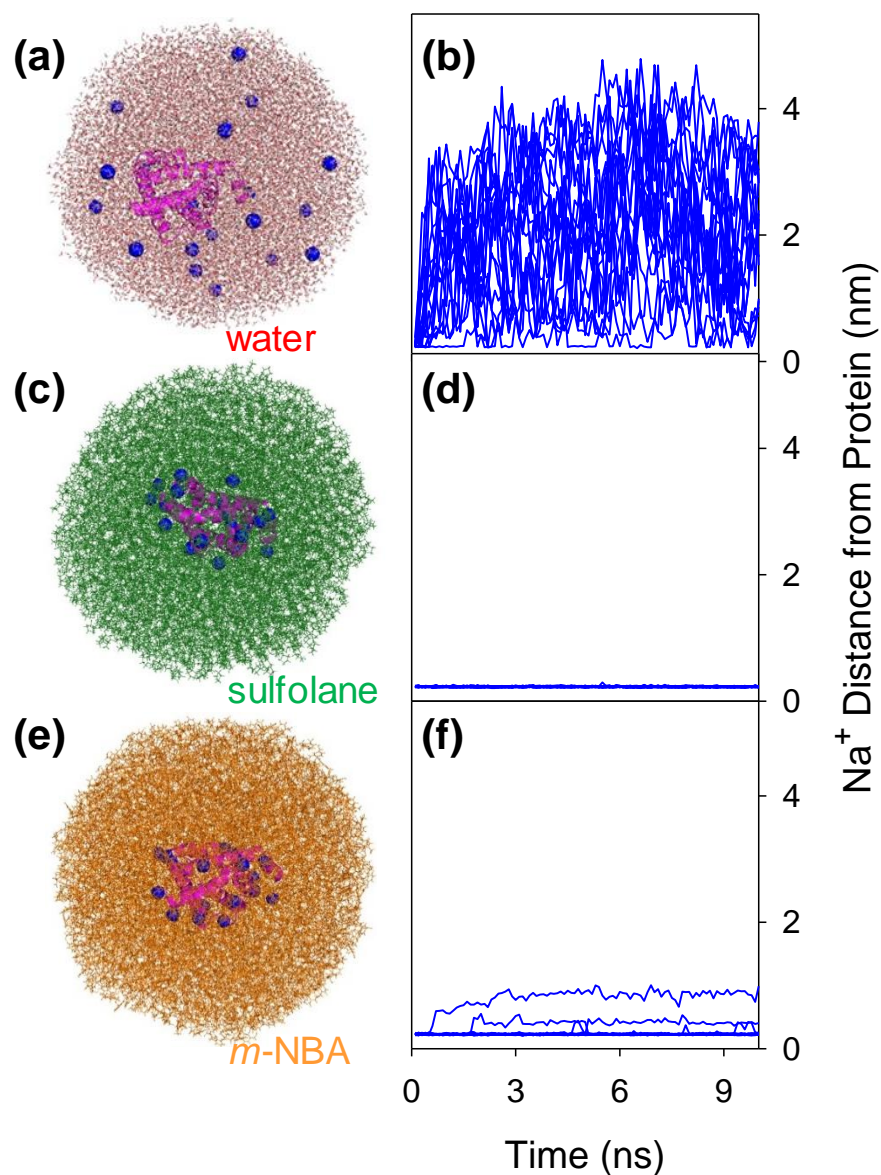 (a)
water
(b)
4
2
0
(c)
sulfolane
(d)
4
2
0
(e)
m-NBA
(f)
4
2
0
0 3 6 9
Time (ns)
Na⁺ Distance from Protein (nm)